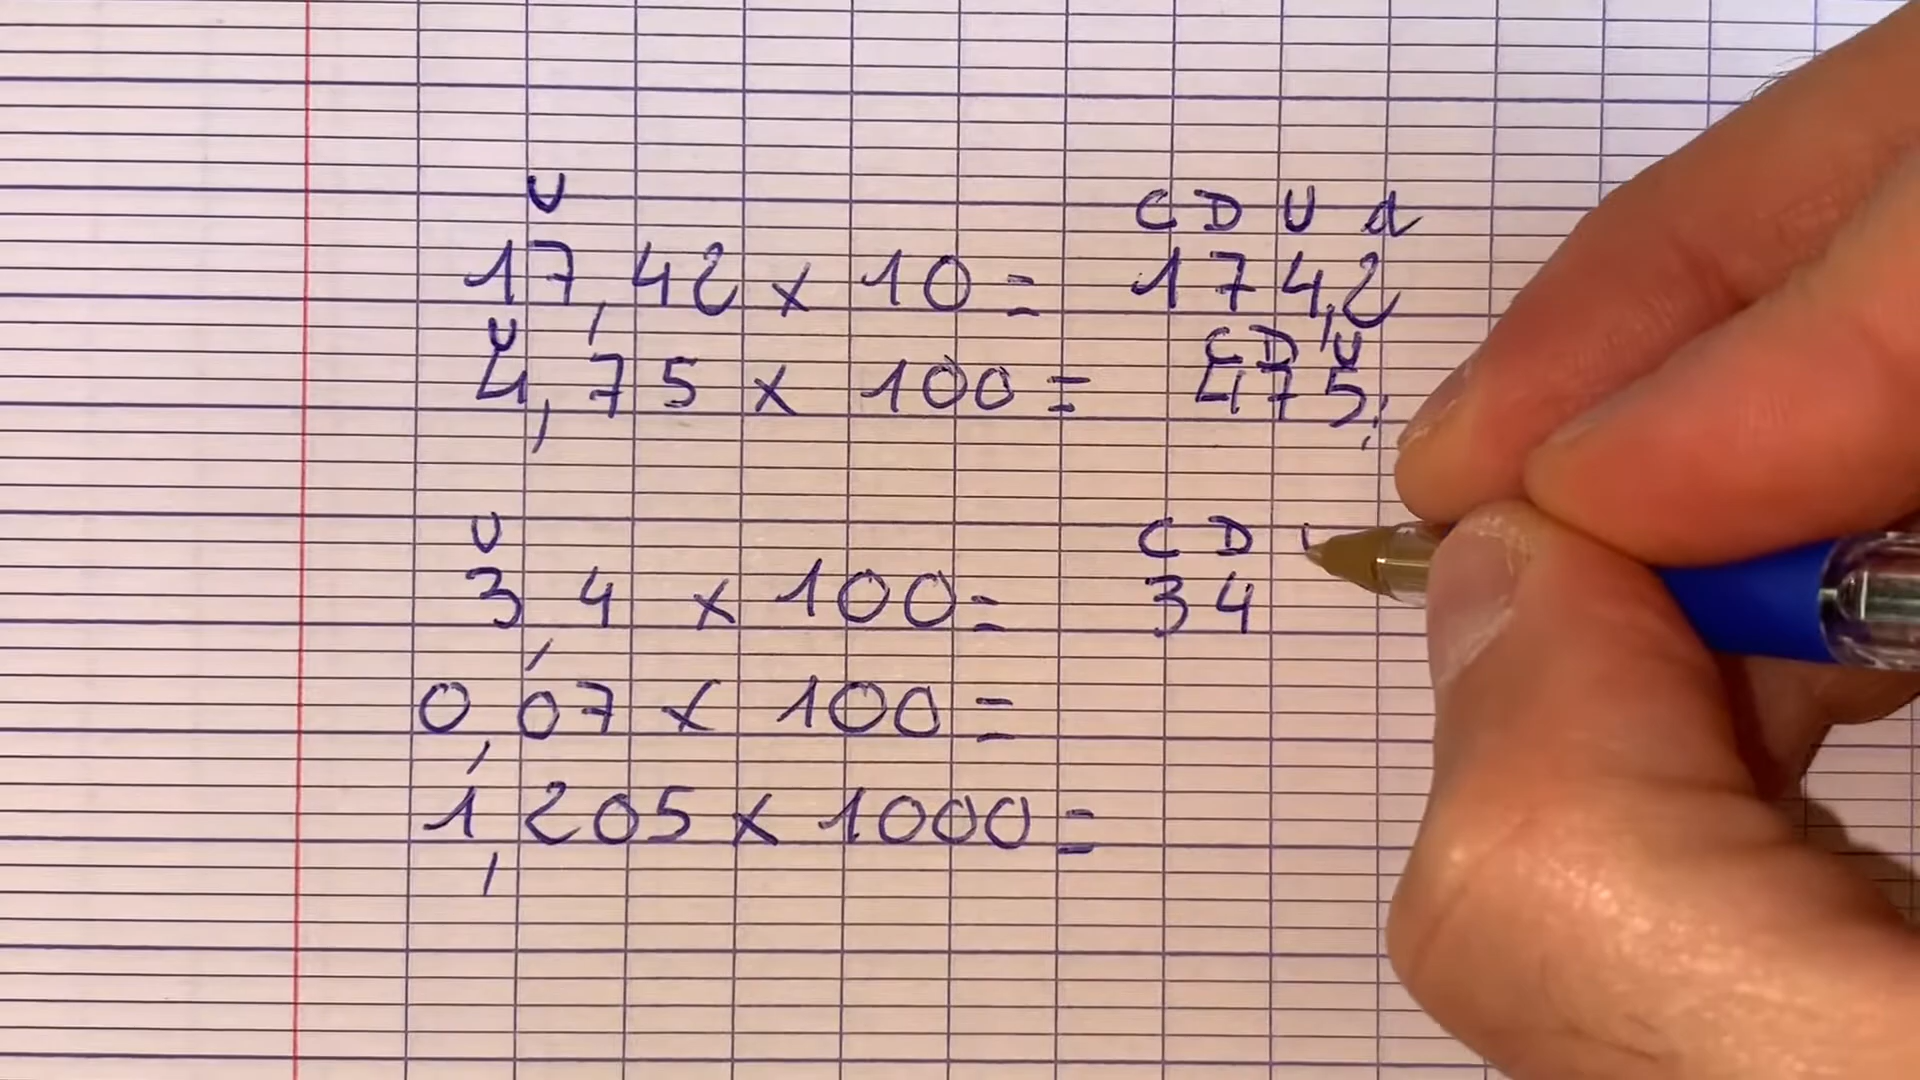 U C D U d
17,42 x 10 = 174,2
U C D U
4,75 x 100 = 475,
U C D
3,4 x 100 = 34
0,07 x 100 =
1,205 x 1000 =